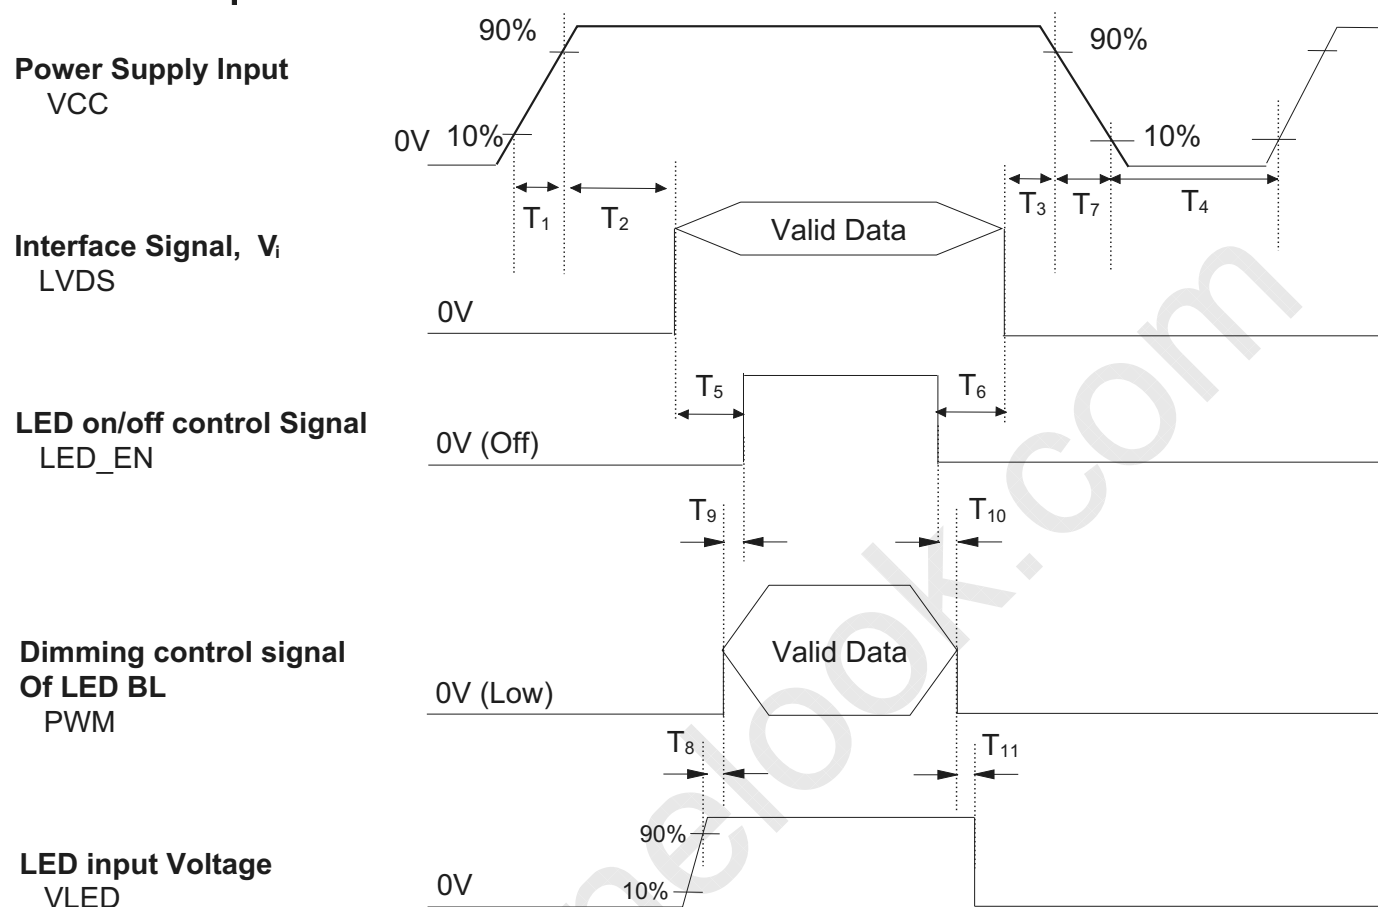 90%
90%
Power Supply Input
VCC
0V 10%
10%
T1
T2
T3
T7
T4
Valid Data
Interface Signal, Vi
LVDS
0V
T5
T6
LED on/off control Signal
LED_EN
0V (Off)
T9
T10
Dimming control signal
Of LED BL
PWM
Valid Data
0V (Low)
T8
T11
90%
LED input Voltage
VLED
0V
10%
nelook.com